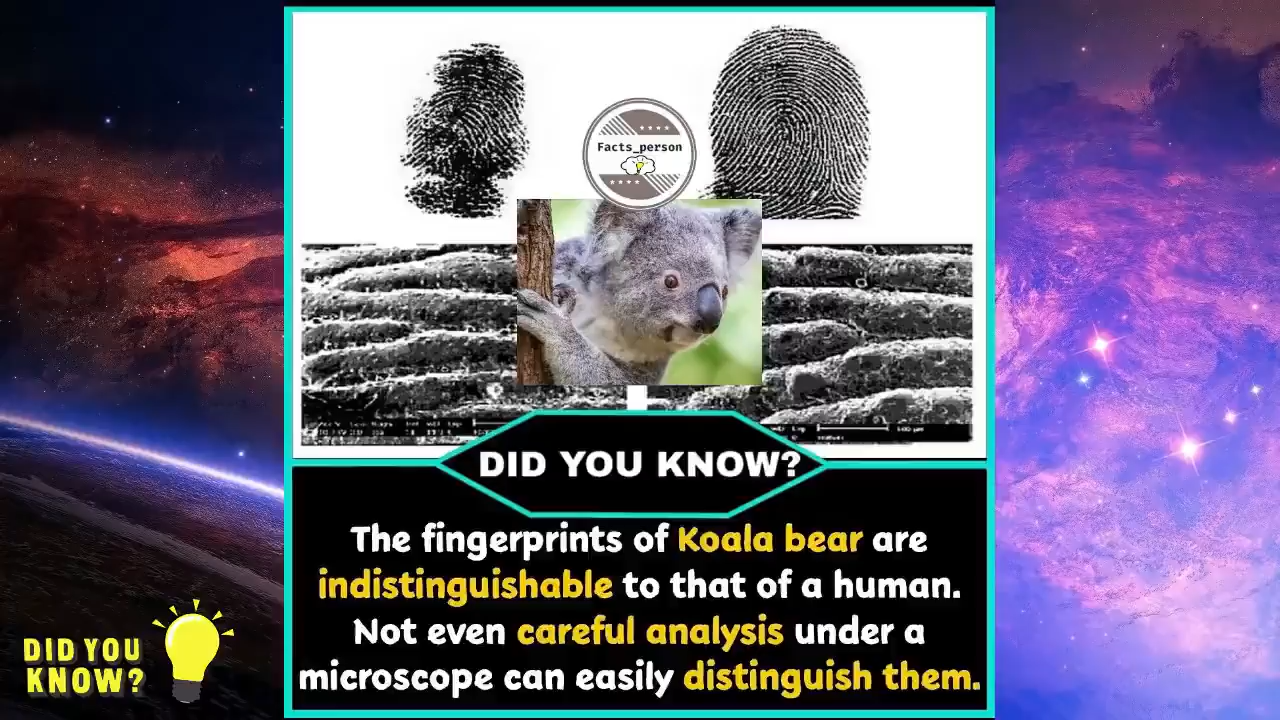 Facts_person
DID YOU KNOW?
The fingerprints of Koala bear are
indistinguishable to that of a human.
Not even careful analysis under a
microscope can easily distinguish them.
DID YOU
KNOW?